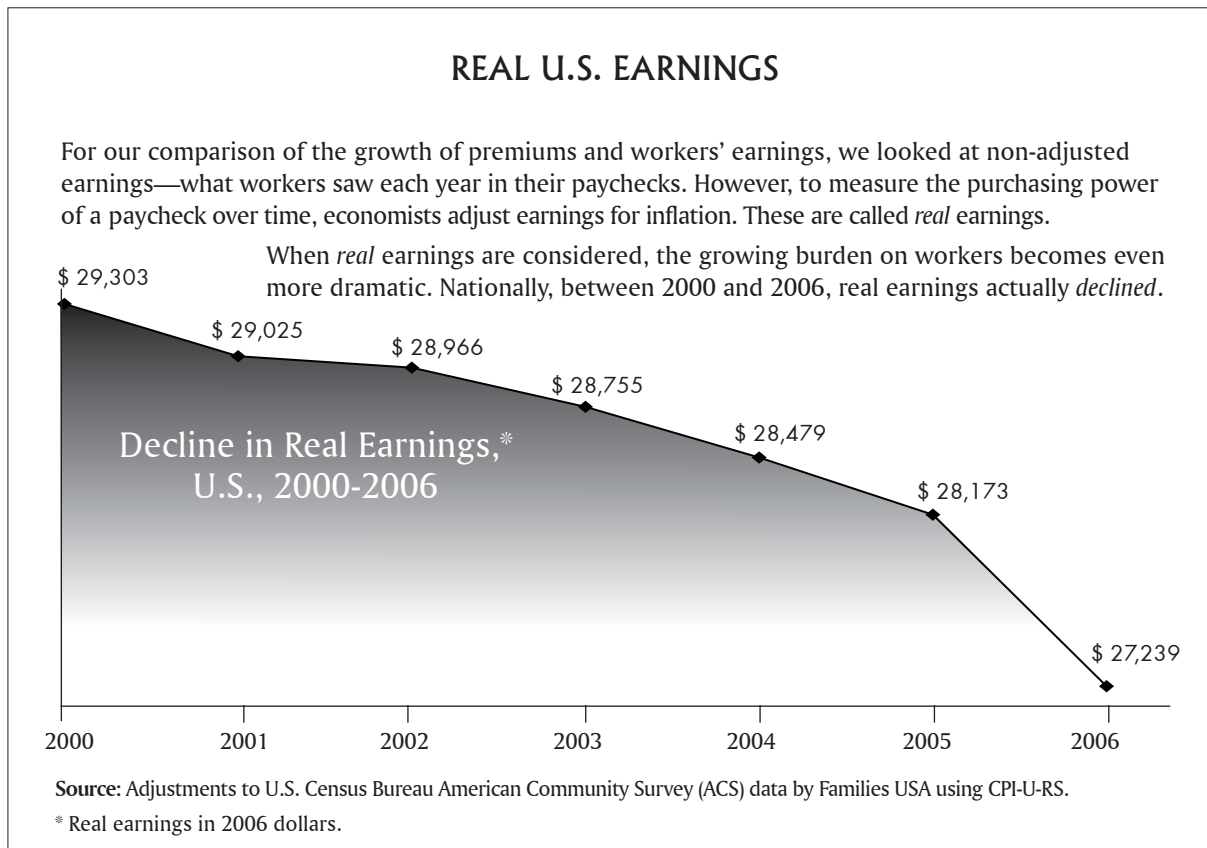 REAL U.S. EARNINGS
For our comparison of the growth of premiums and workers’ earnings, we looked at non-adjusted
earnings—what workers saw each year in their paychecks. However, to measure the purchasing power
of a paycheck over time, economists adjust earnings for inflation. These are called real earnings.
When real earnings are considered, the growing burden on workers becomes even
more dramatic. Nationally, between 2000 and 2006, real earnings actually declined.
$ 29,303
$ 29,025
$ 28,966
$ 28,755
$ 28,479
$ 28,173
$ 27,239
Decline in Real Earnings,*
U.S., 2000-2006
2000 2001 2002 2003 2004 2005 2006
Source: Adjustments to U.S. Census Bureau American Community Survey (ACS) data by Families USA using CPI-U-RS.
* Real earnings in 2006 dollars.